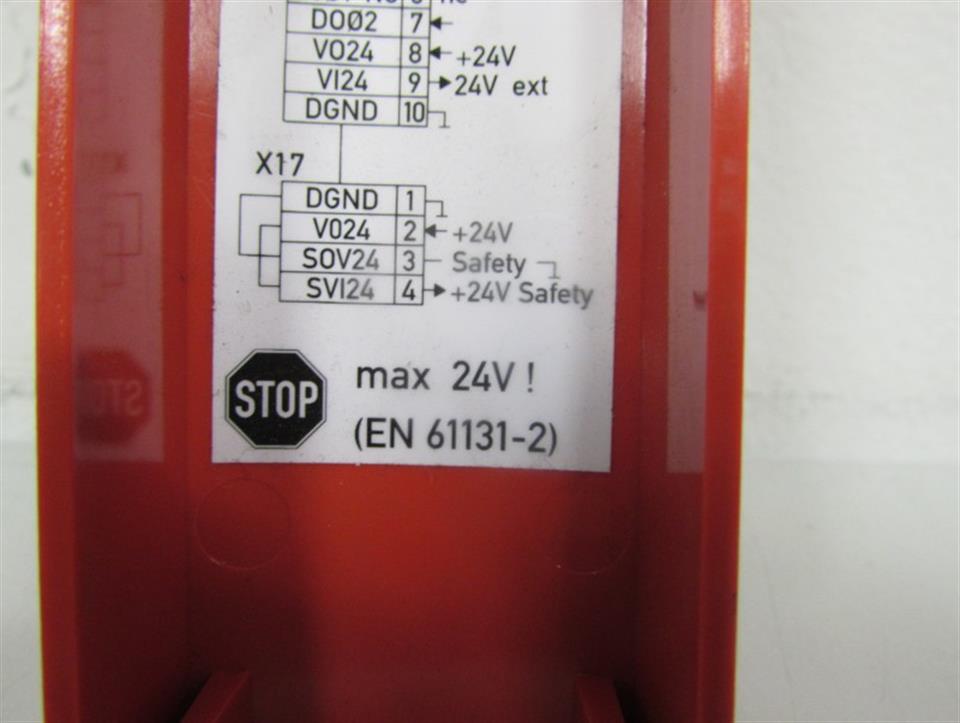 DOØ2 7
VO24 8 +24V
VI24 9 24V ext
DGND 10
X17
DGND 1
VO24 2 +24V
SOV24 3 Safety
SVI24 4 +24V Safety
STOP max 24V !
(EN 61131-2)